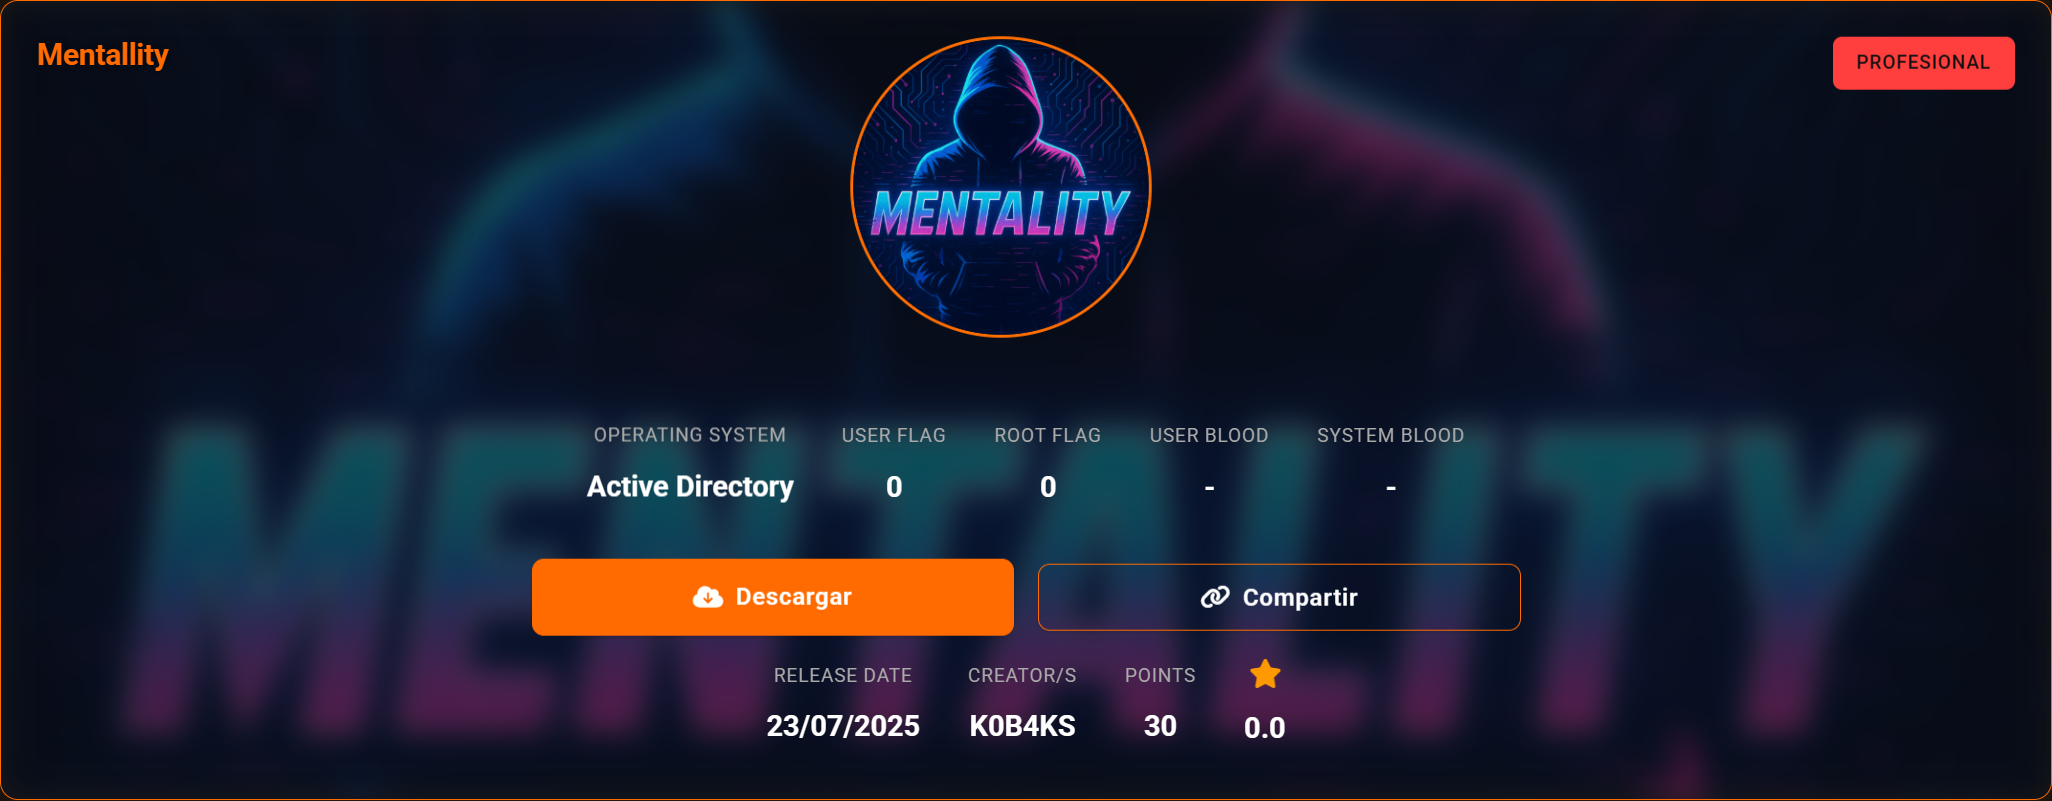 Mentallity
PROFESIONAL
MENTALITY
OPERATING SYSTEM USER FLAG ROOT FLAG USER BLOOD SYSTEM BLOOD
Active Directory 0 0 - -
MENTALITY
Descargar Compartir
RELEASE DATE CREATOR/S POINTS
23/07/2025 K0B4KS 30 0.0